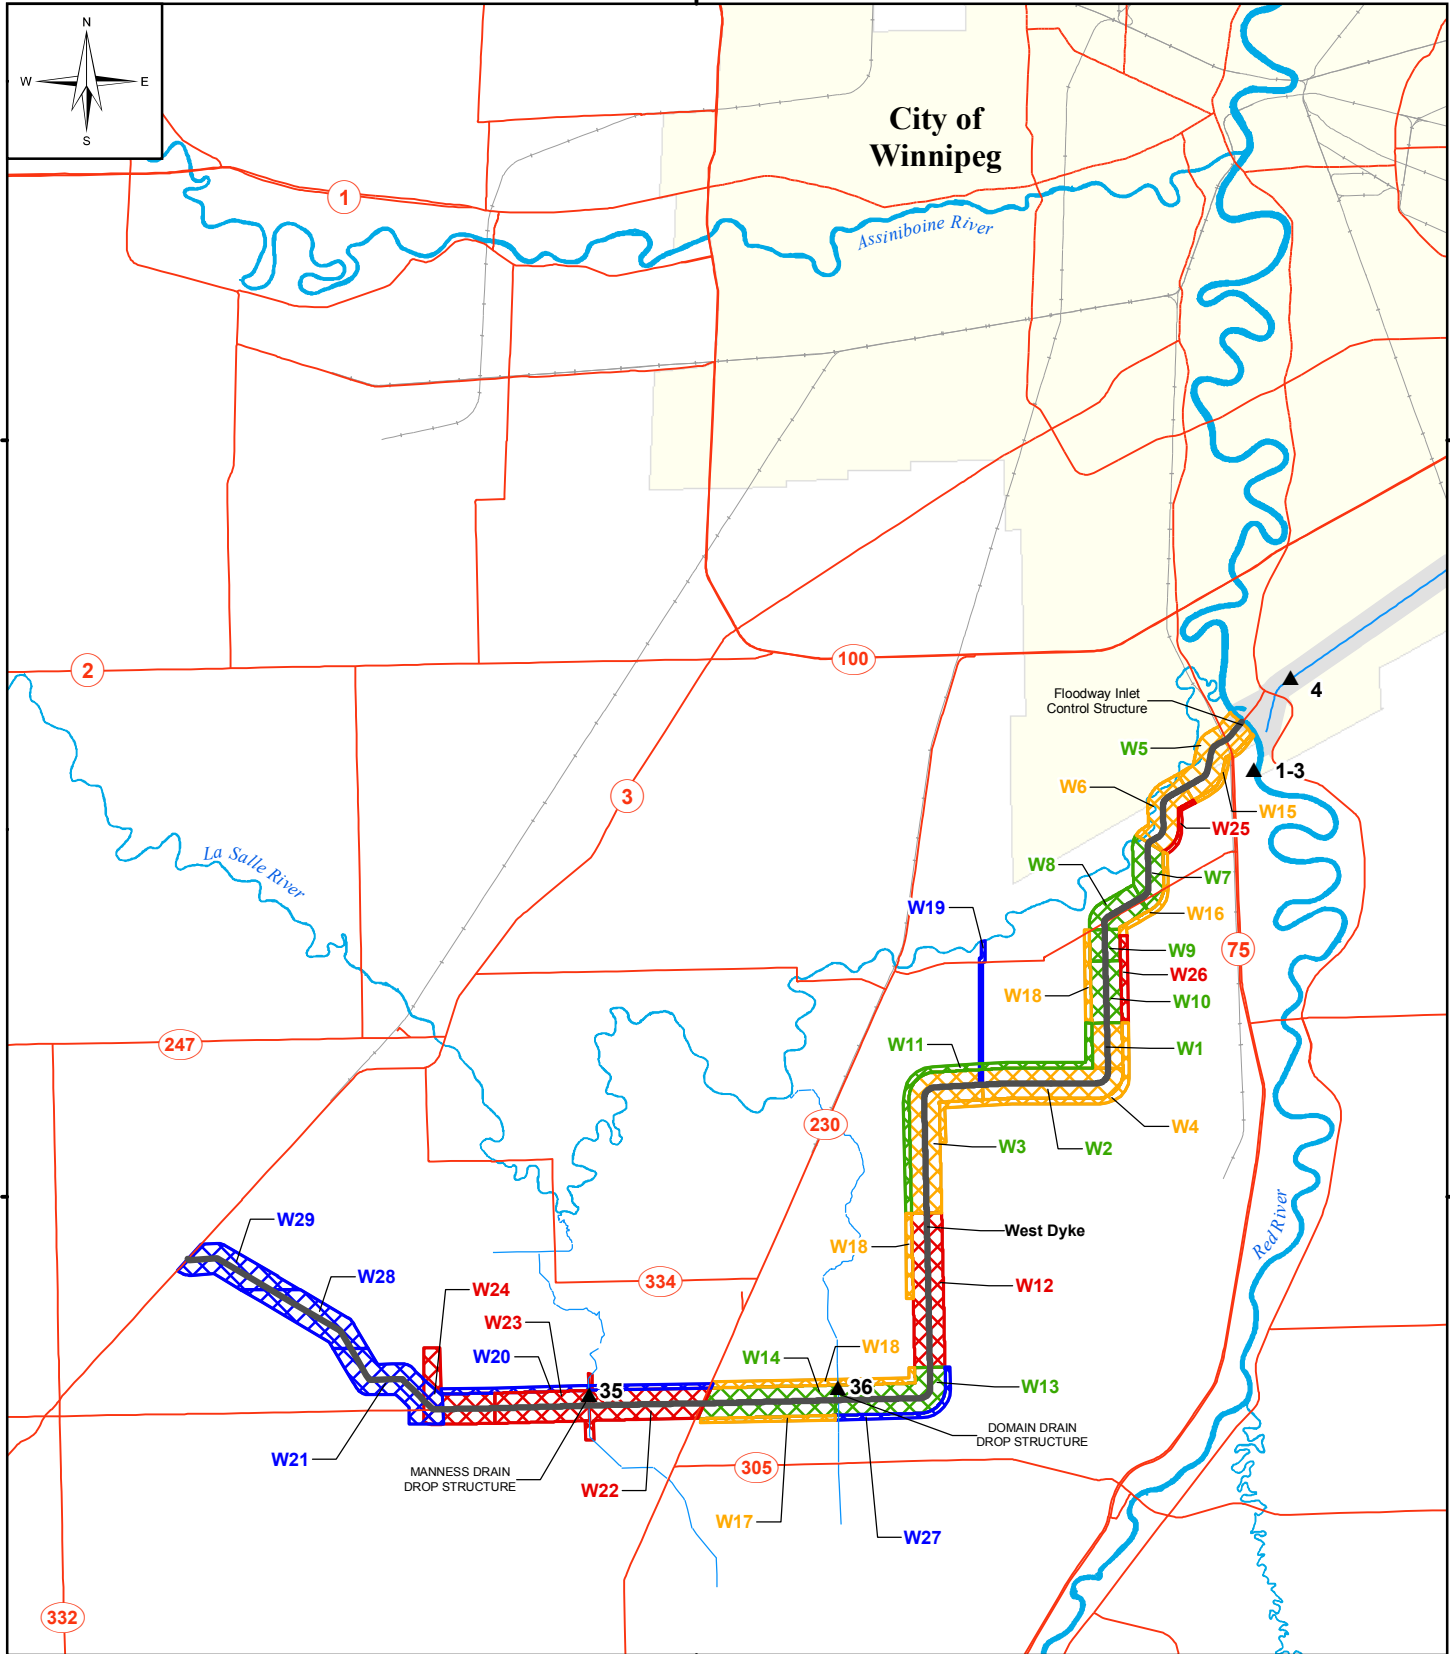 N
W E
S
City of
Winnipeg
1
Assiniboine River
2
100
Floodway Inlet
Control Structure
4
W5
1-3
W6
3
W15
W25
La Salle River
W8
W7
W19
W16
W9
75
W26
W18
W10
247
W11
W1
230
W4
W3
W2
W29
West Dyke
W18
Red River
W28
334
W12
W24
W23
W18
W20
W14
35
36
W13
DOMAIN DRAIN
DROP STRUCTURE
W21
305
MANNESS DRAIN
DROP STRUCTURE
W22
W17
W27
332